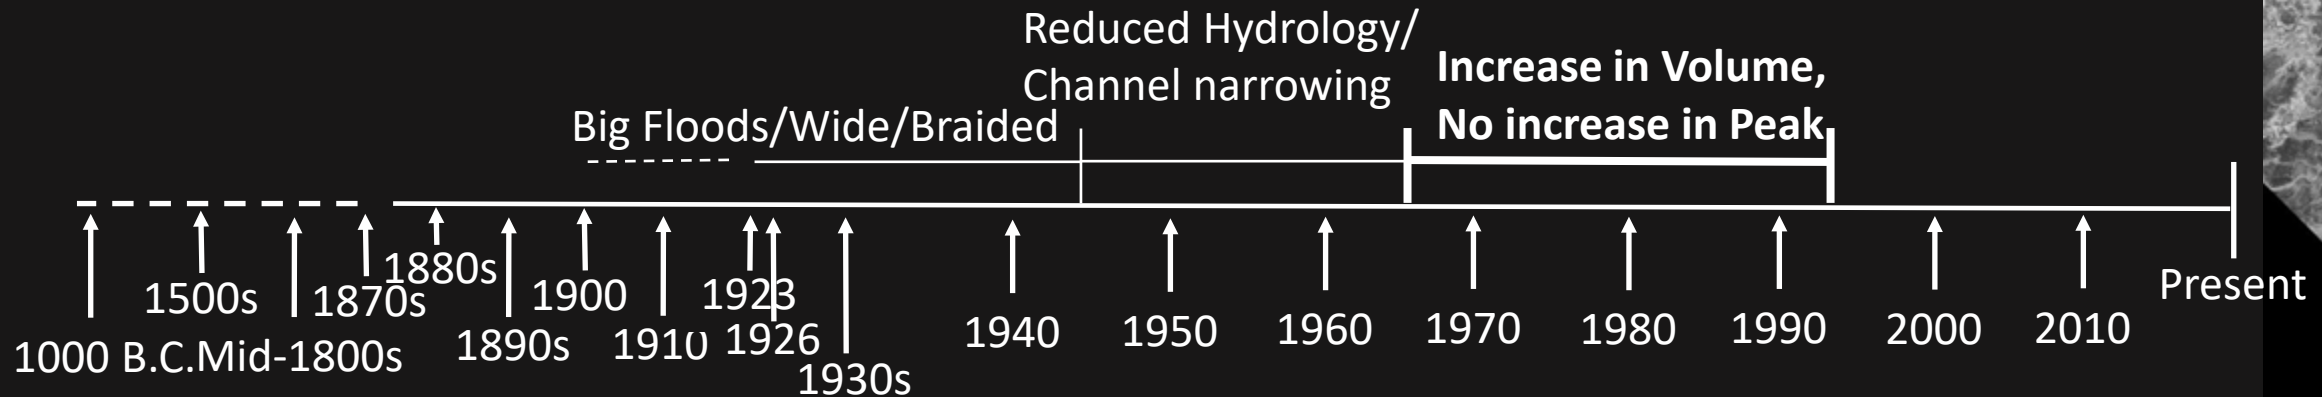 Reduced Hydrology/
Channel narrowing
Increase in Volume,
No increase in Peak
Big Floods/Wide/Braided
1000 B.C.
1500s
Mid-1800s
1870s
1880s
1890s
1900
1910
1923
1926
1930s
1940
1950
1960
1970
1980
1990
2000
2010
Present